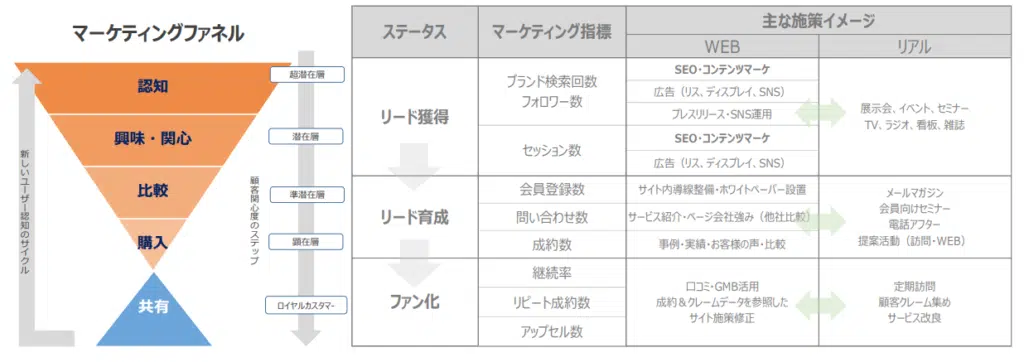 マーケティングファネル
認知
興味・関心
比較
購入
共有
新しいユーザー認知のサイクル
超潜在層
潜在層
準潜在層
顕在層
ロイヤルカスタマー
顧客関心度のステップ
ステータス
マーケティング指標
主な施策イメージ
WEB
リアル
リード獲得
ブランド検索回数
フォロワー数
SEO・コンテンツマーケ
広告（リス、ディスプレイ、SNS）
プレスリリース・SNS運用
展示会、イベント、セミナー
TV、ラジオ、看板、雑誌
セッション数
SEO・コンテンツマーケ
広告（リス、ディスプレイ、SNS）
リード育成
会員登録数
サイト内導線整備・ホワイトペーパー設置
問い合わせ数
サービス紹介・ページ会社強み（他社比較）
成約数
事例・実績・お客様の声・比較
メールマガジン
会員向けセミナー
電話アフター
提案活動（訪問・WEB）
ファン化
継続率
リピート成約数
アップセル数
口コミ・GMB活用
成約＆クレームデータを参照した
サイト施策修正
定期訪問
顧客クレーム集め
サービス改良